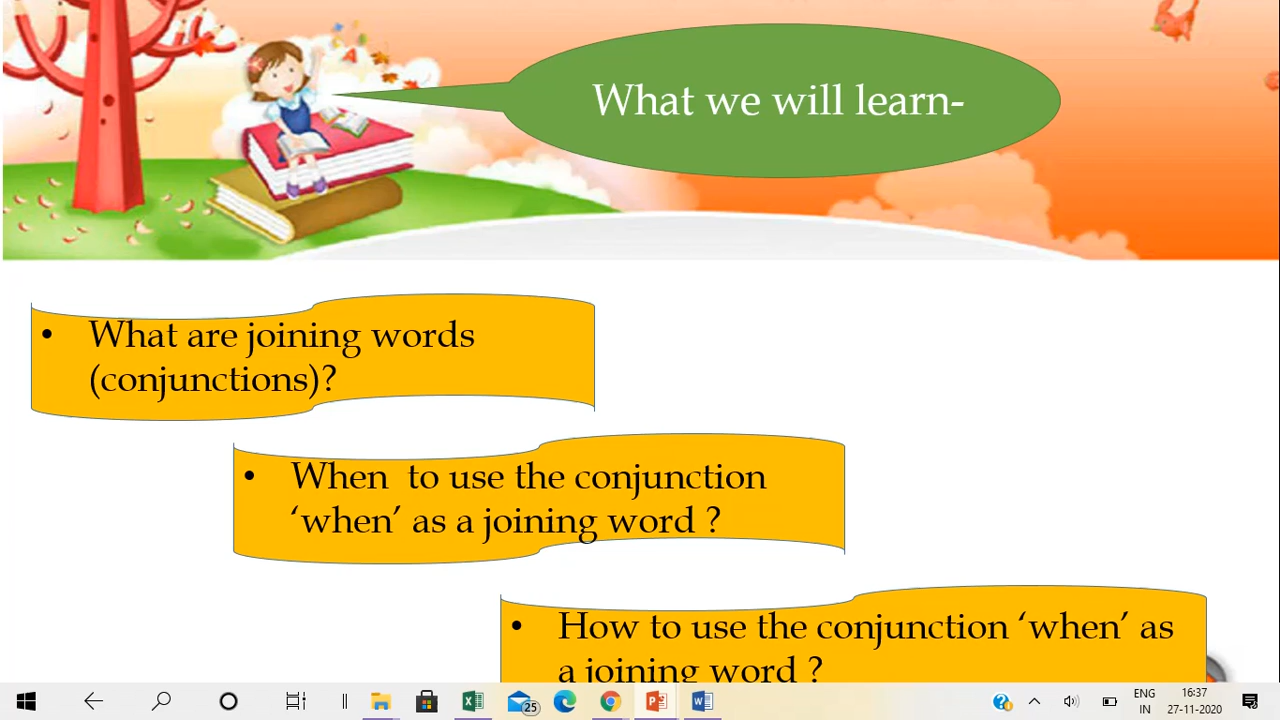 What we will learn-
• What are joining words
(conjunctions)?
• When to use the conjunction
‘when’ as a joining word ?
• How to use the conjunction ‘when’ as
a joining word ?
25
ENG
IN
16:37
27-11-2020